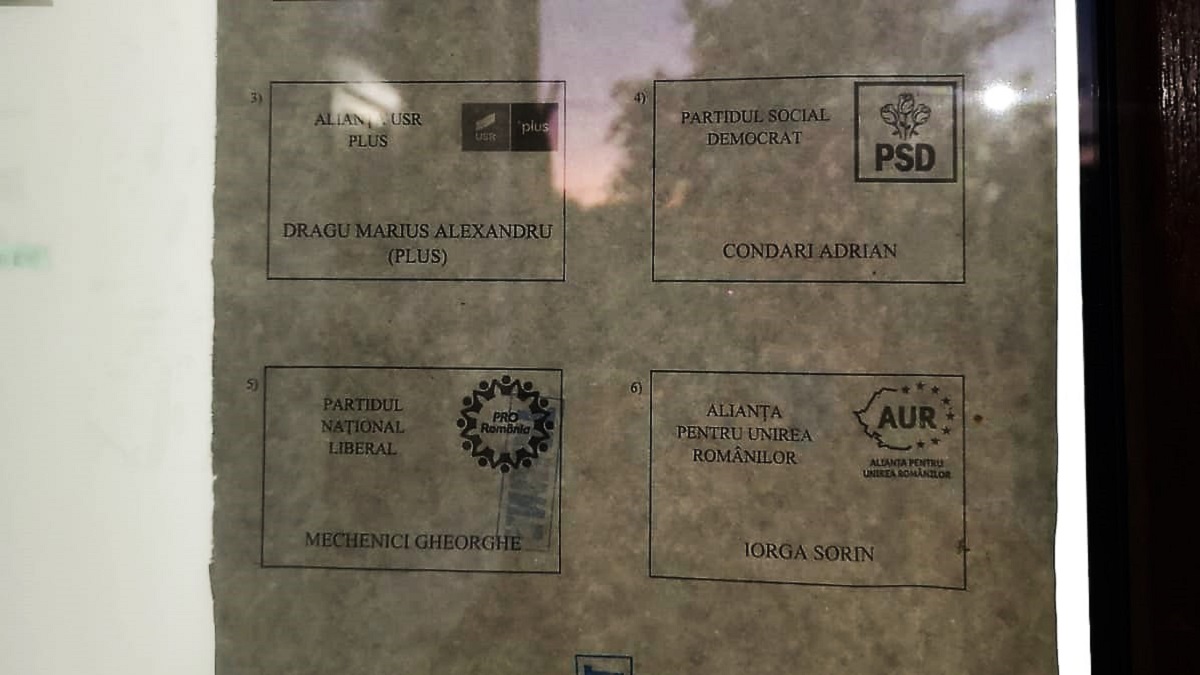 3)
ALIANȚA USR
PLUS
USR
plus
DRAGU MARIUS ALEXANDRU
(PLUS)
4)
PARTIDUL SOCIAL
DEMOCRAT
PSD
CONDARI ADRIAN
5)
PARTIDUL
NAȚIONAL
LIBERAL
PRO
România
MECHENICI GHEORGHE
6)
ALIANȚA
PENTRU UNIREA
ROMÂNILOR
AUR
ALIANȚA PENTRU
UNIREA ROMÂNILOR
IORGA SORIN